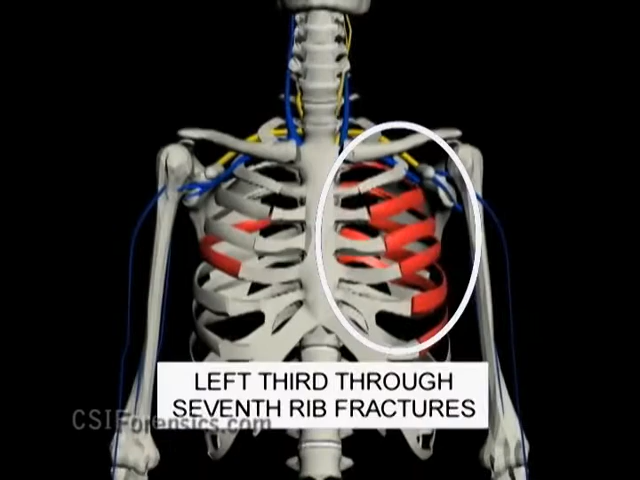 LEFT THIRD THROUGH
SEVENTH RIB FRACTURES
CSIForensics.com